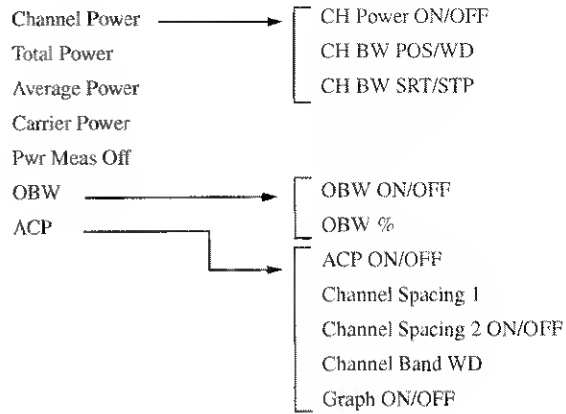 Channel Power
Total Power
Average Power
Carrier Power
Pwr Meas Off
OBW
ACP
CH Power ON/OFF
CH BW POS/WD
CH BW SRT/STP
OBW ON/OFF
OBW %
ACP ON/OFF
Channel Spacing 1
Channel Spacing 2 ON/OFF
Channel Band WD
Graph ON/OFF